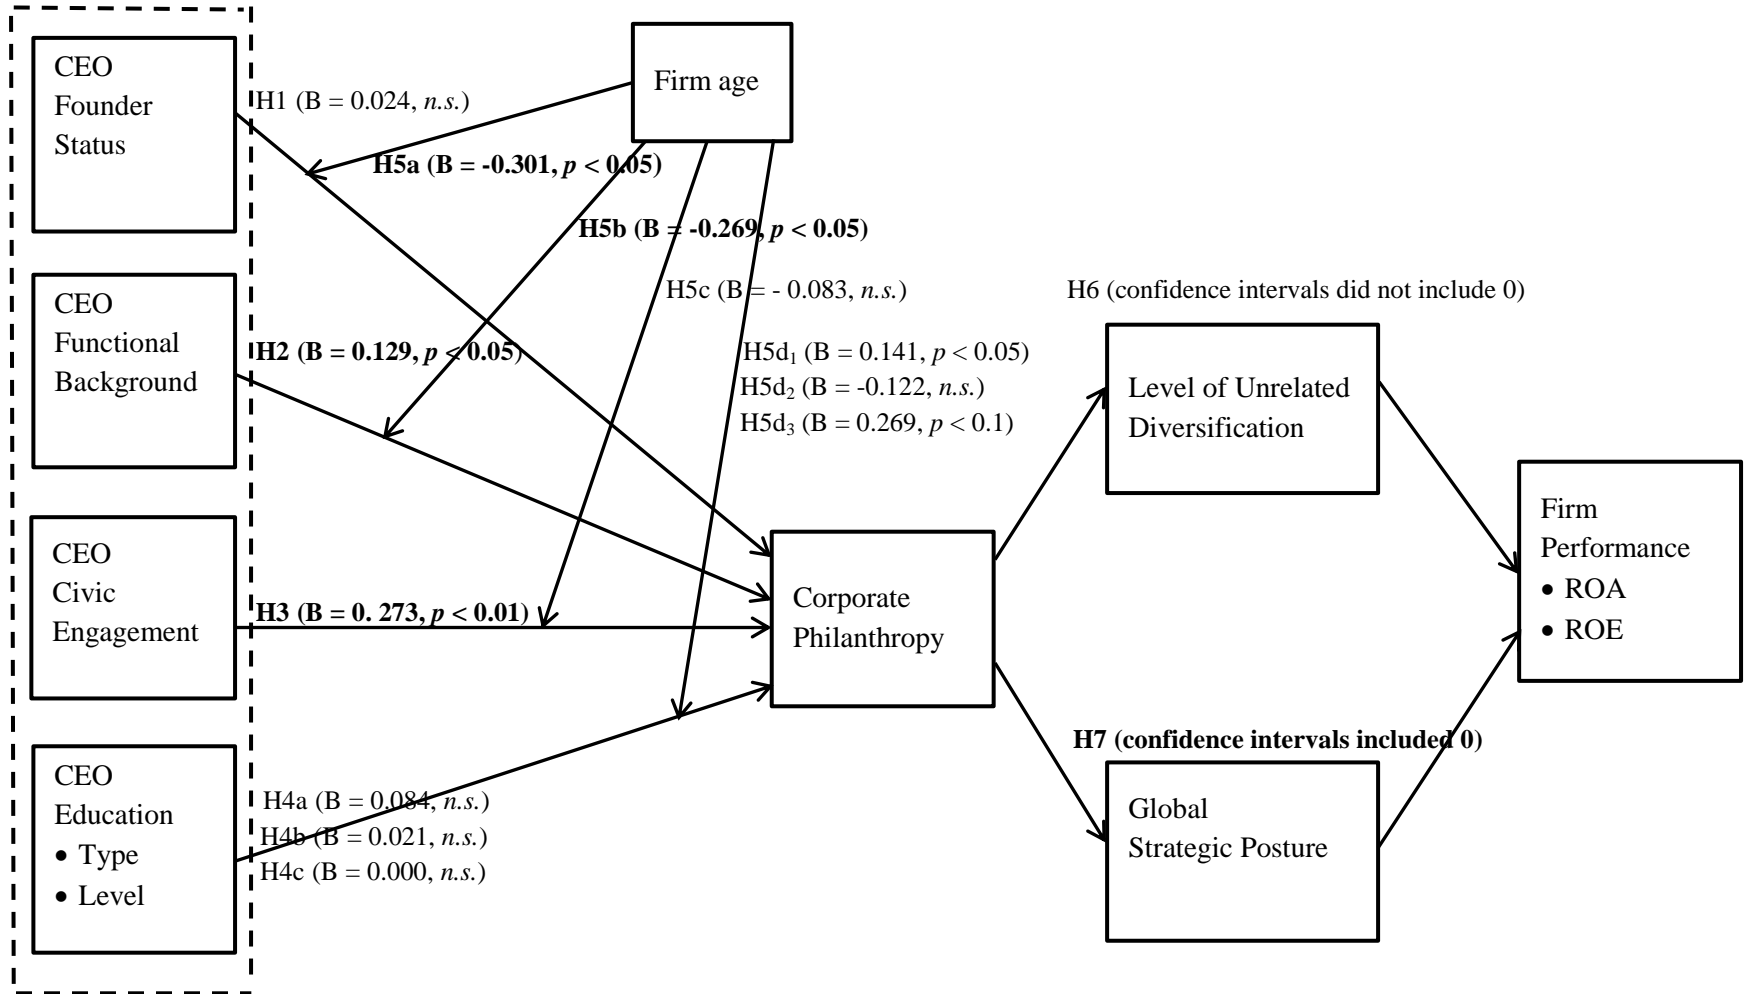 CEO
Founder
Status
Firm age
H1 (B = 0.024, n.s.)
H5a (B = -0.301, p < 0.05)
H5b (B = -0.269, p < 0.05)
H5c (B = - 0.083, n.s.)
CEO
Functional
Background
H2 (B = 0.129, p < 0.05)
H5d₁ (B = 0.141, p < 0.05)
H5d₂ (B = -0.122, n.s.)
H5d₃ (B = 0.269, p < 0.1)
H6 (confidence intervals did not include 0)
Level of Unrelated
Diversification
CEO
Civic
Engagement
H3 (B = 0. 273, p < 0.01)
Corporate
Philanthropy
Firm
Performance
• ROA
• ROE
H7 (confidence intervals included 0)
Global
Strategic Posture
CEO
Education
• Type
• Level
H4a (B = 0.084, n.s.)
H4b (B = 0.021, n.s.)
H4c (B = 0.000, n.s.)